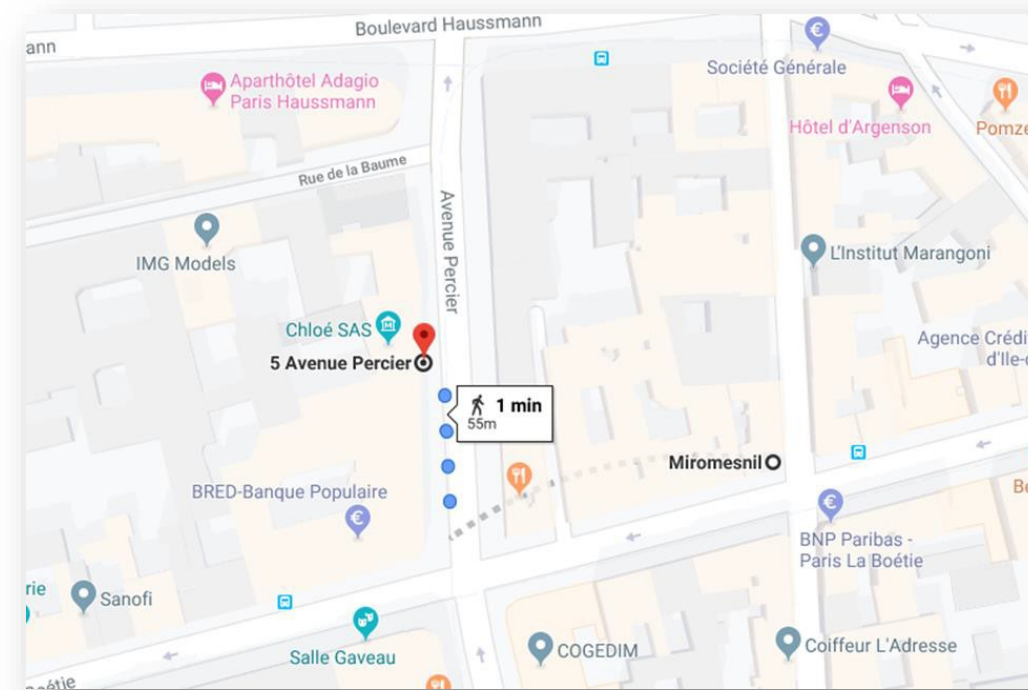 Boulevard Haussmann
ann
Société Générale
Aparthôtel Adagio
Paris Haussmann
Hôtel d'Argenson
Pomze
Rue de la Baume
Avenue Percier
IMG Models
L'Institut Marangoni
Chloé SAS
Agence Crédi
d'Ile-d
5 Avenue Percier
1 min
55m
Miromesnil
BRED-Banque Populaire
Be
BNP Paribas -
Paris La Boétie
rie
Sanofi
Salle Gaveau
COGEDIM
Coiffeur L'Adresse
oétie